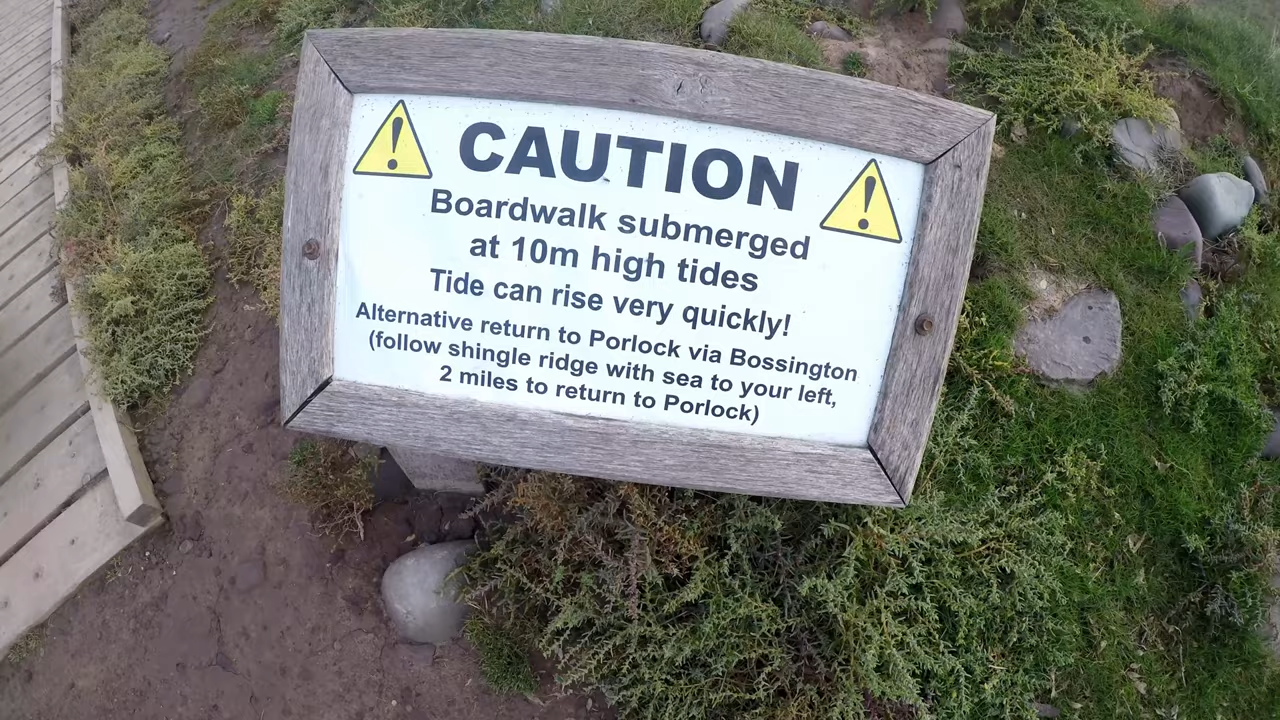 CAUTION
Boardwalk submerged
at 10m high tides
Tide can rise very quickly!
Alternative return to Porlock via Bossington
(follow shingle ridge with sea to your left,
2 miles to return to Porlock)